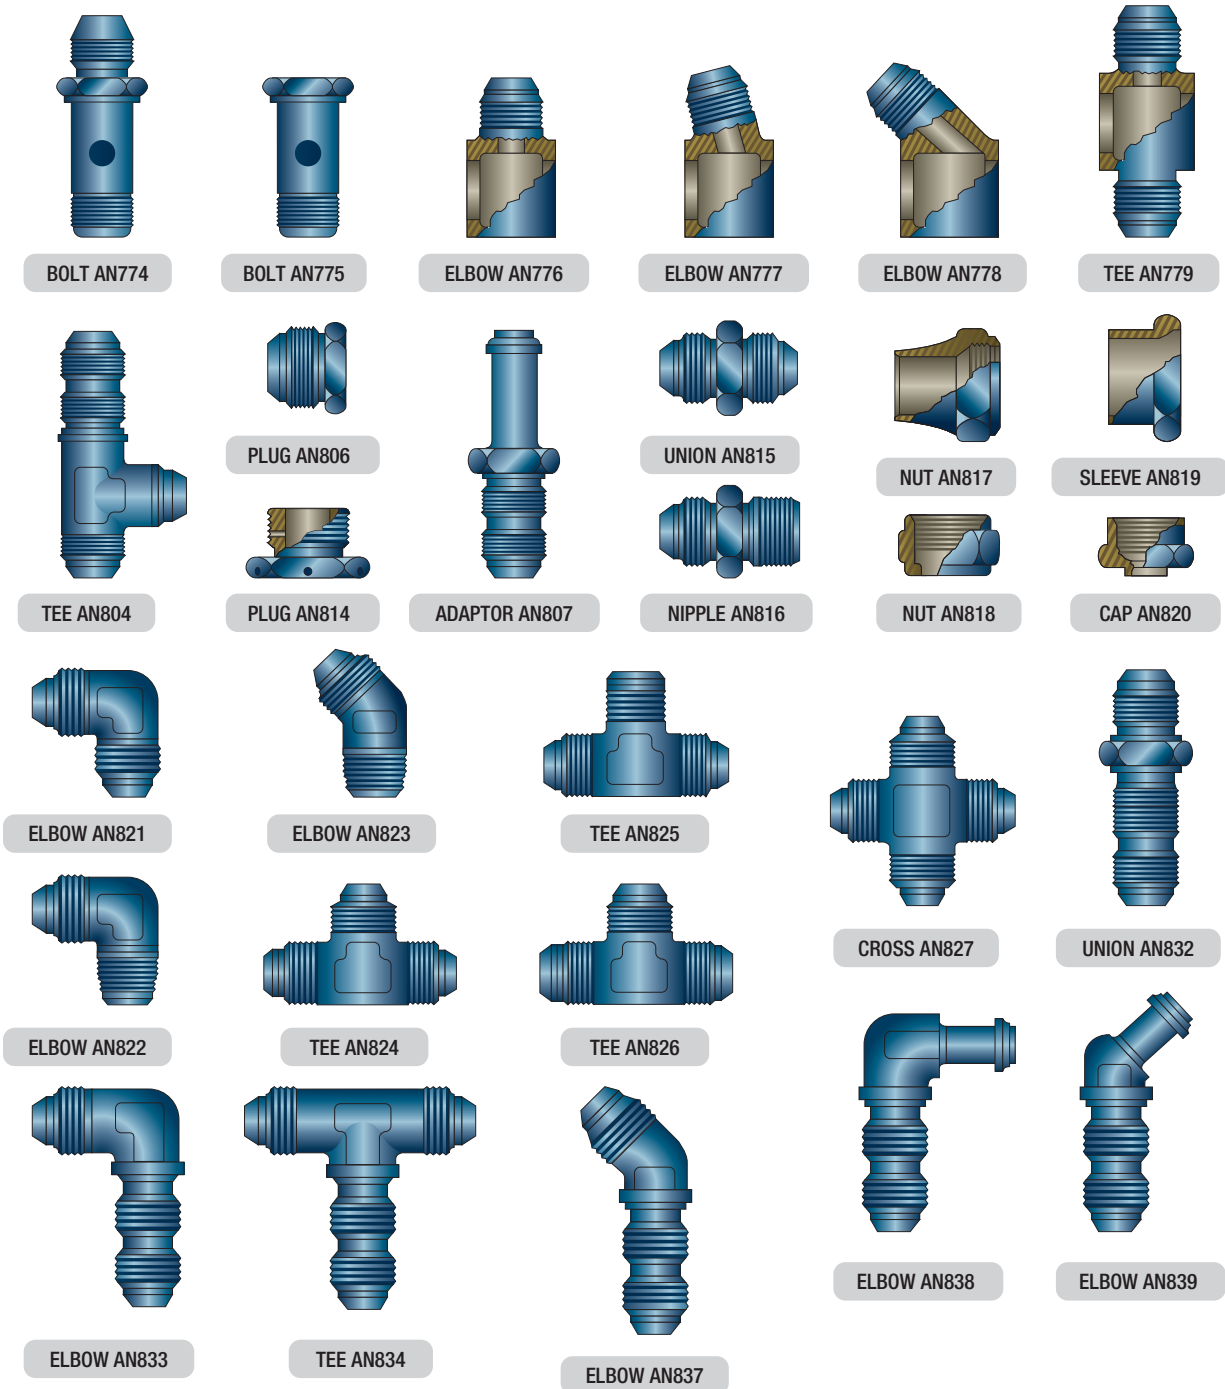 BOLT AN774
BOLT AN775
ELBOW AN776
ELBOW AN777
ELBOW AN778
TEE AN779
PLUG AN806
UNION AN815
NUT AN817
SLEEVE AN819
TEE AN804
PLUG AN814
ADAPTOR AN807
NIPPLE AN816
NUT AN818
CAP AN820
ELBOW AN821
ELBOW AN823
TEE AN825
CROSS AN827
UNION AN832
ELBOW AN822
TEE AN824
TEE AN826
ELBOW AN838
ELBOW AN839
ELBOW AN833
TEE AN834
ELBOW AN837